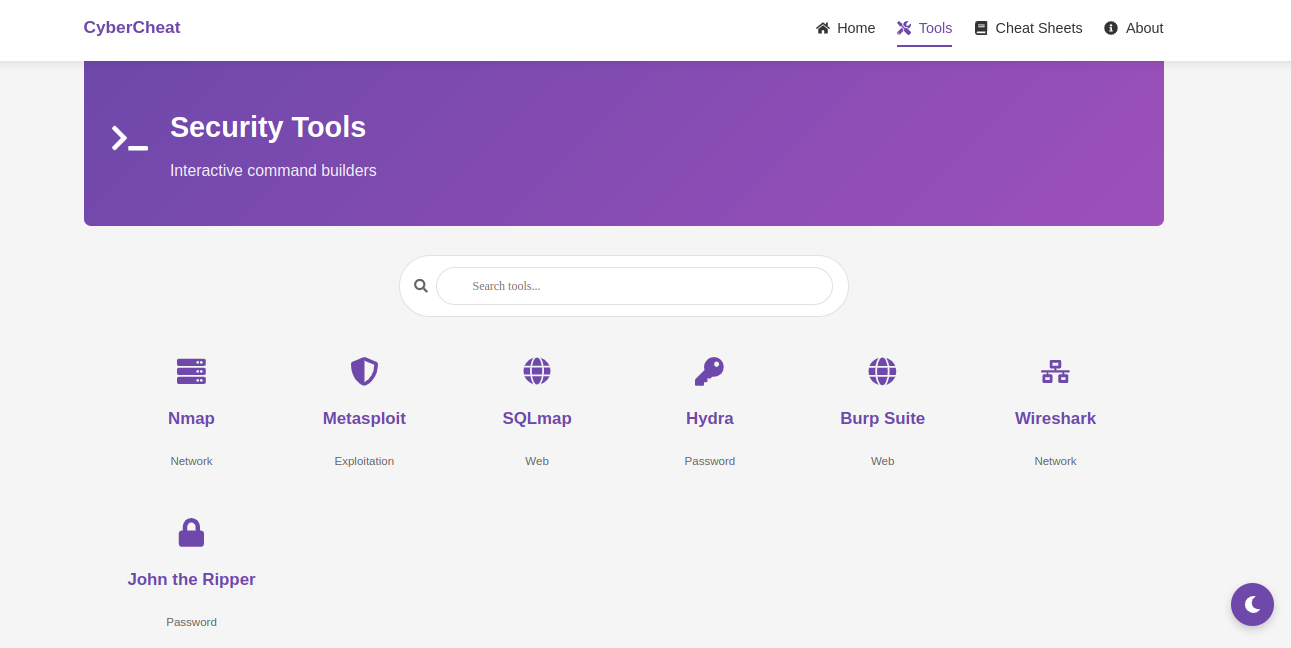 CyberCheat
Home
Tools
Cheat Sheets
About
Security Tools
Interactive command builders
Search tools...
Nmap
Network
Metasploit
Exploitation
SQLmap
Web
Hydra
Password
Burp Suite
Web
Wireshark
Network
John the Ripper
Password